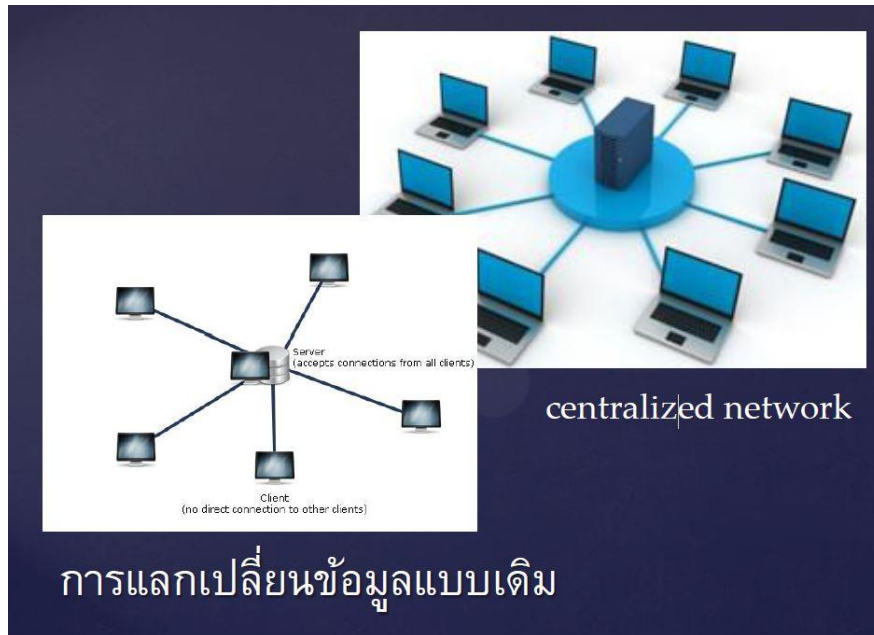 Server
(accepts connections from all clients)
Client
(no direct connection to other clients)
centralized network
การแลกเปลี่ยนข้อมูลแบบเดิม